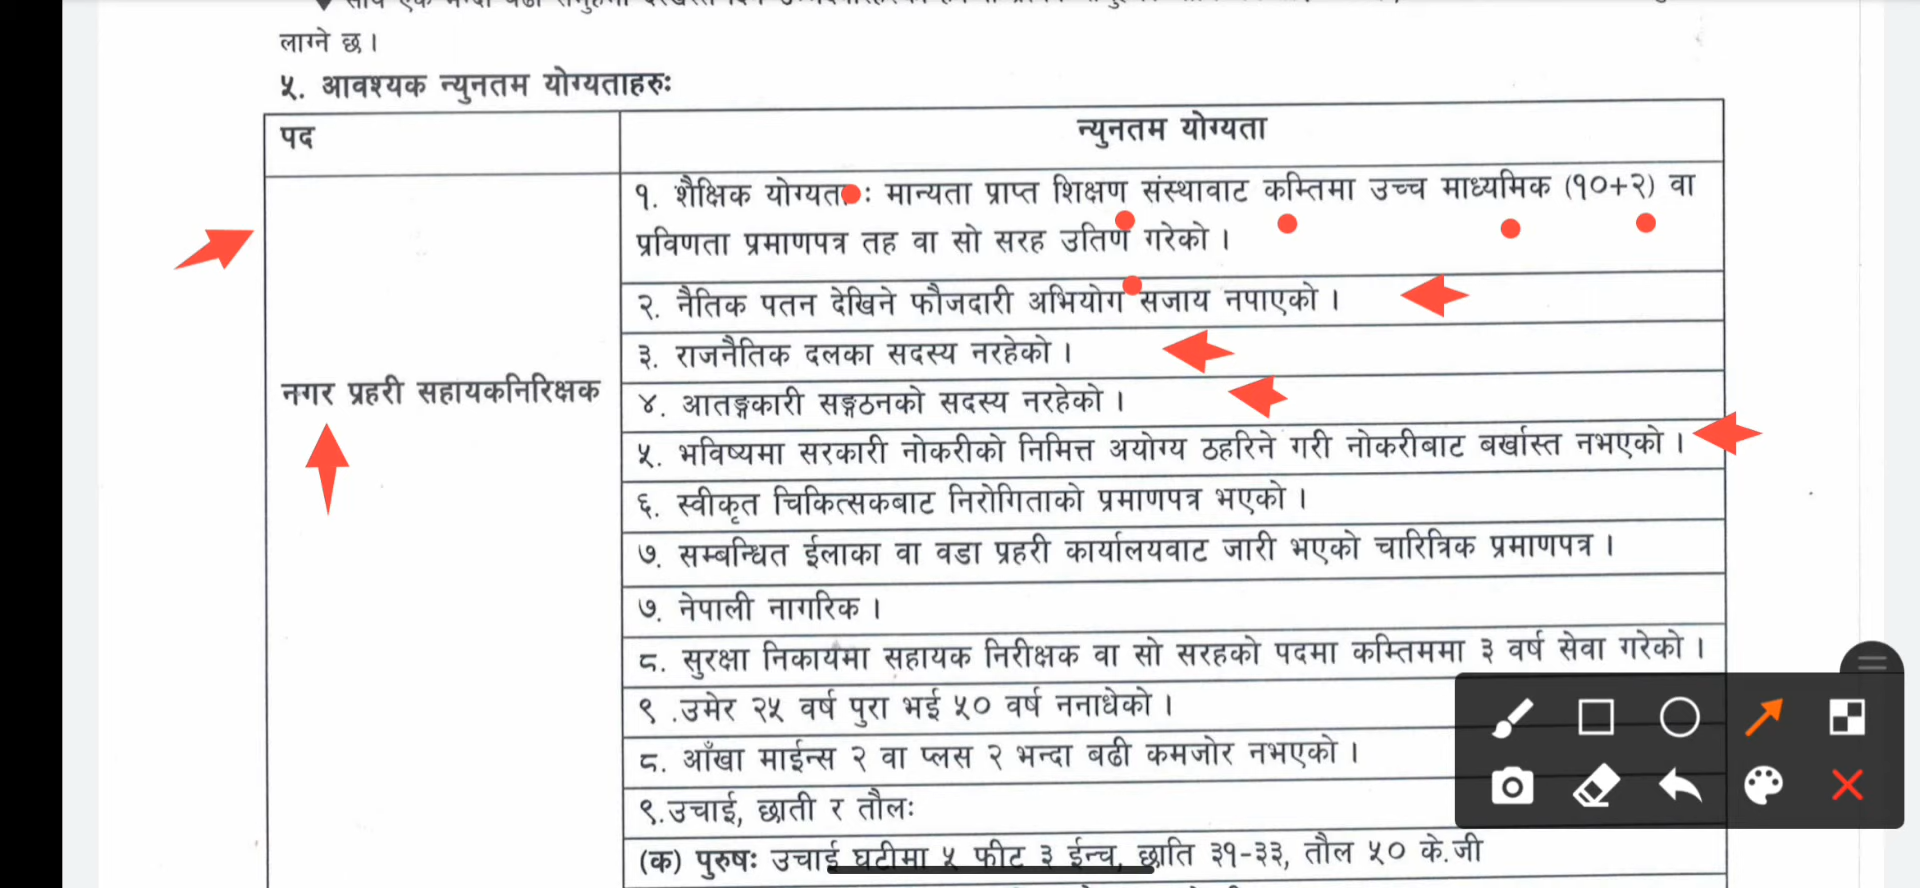 लाग्ने छ ।
५. आवश्यक न्युनतम योग्यताहरुः
पद
न्युनतम योग्यता
१. शैक्षिक योग्यता : मान्यता प्राप्त शिक्षण संस्थावाट कम्तिमा उच्च माध्यमिक (१०+२) वा
प्रविणता प्रमाणपत्र तह वा सो सरह उतिर्ण गरेको ।
२. नैतिक पतन देखिने फौजदारी अभियोग सजाय नपाएको ।
३. राजनैतिक दलका सदस्य नरहेको ।
नगर प्रहरी सहायकनिरिक्षक
४. आतङ्गकारी सङ्गठनको सदस्य नरहेको ।
५. भविष्यमा सरकारी नोकरीको निमित्त अयोग्य ठहरिने गरी नोकरीबाट बर्खास्त नभएको ।
६. स्वीकृत चिकित्सकबाट निरोगिताको प्रमाणपत्र भएको ।
७. सम्बन्धित ईलाका वा वडा प्रहरी कार्यालयवाट जारी भएको चारित्रिक प्रमाणपत्र ।
७. नेपाली नागरिक ।
८. सुरक्षा निकायमा सहायक निरीक्षक वा सो सरहको पदमा कम्तिममा ३ वर्ष सेवा गरेको ।
९ .उमेर २५ वर्ष पुरा भई ५० वर्ष ननाघेको ।
८. आँखा माईन्स २ वा प्लस २ भन्दा बढी कमजोर नभएको ।
९.उचाई, छाती र तौलः
(क) पुरुषः उचाई घटीमा ५ फीट ३ ईन्च, छाति ३१-३३, तौल ५० के.जी